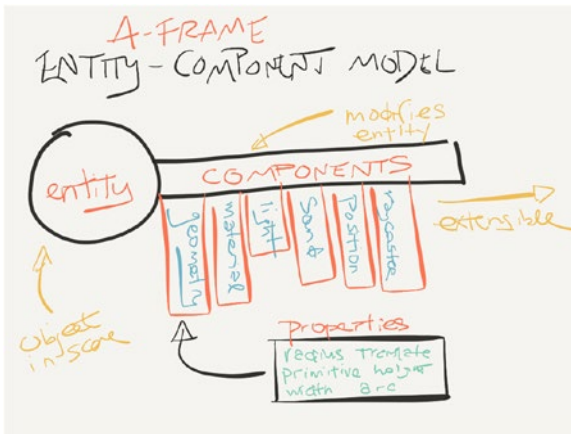 A-FRAME
ENTITY-COMPONENT MODEL
modifies
entity
entity
COMPONENTS
geometry
material
light
Sound
Position
raycaster
extensible
object
in scene
properties
radius
primitive height
width arc